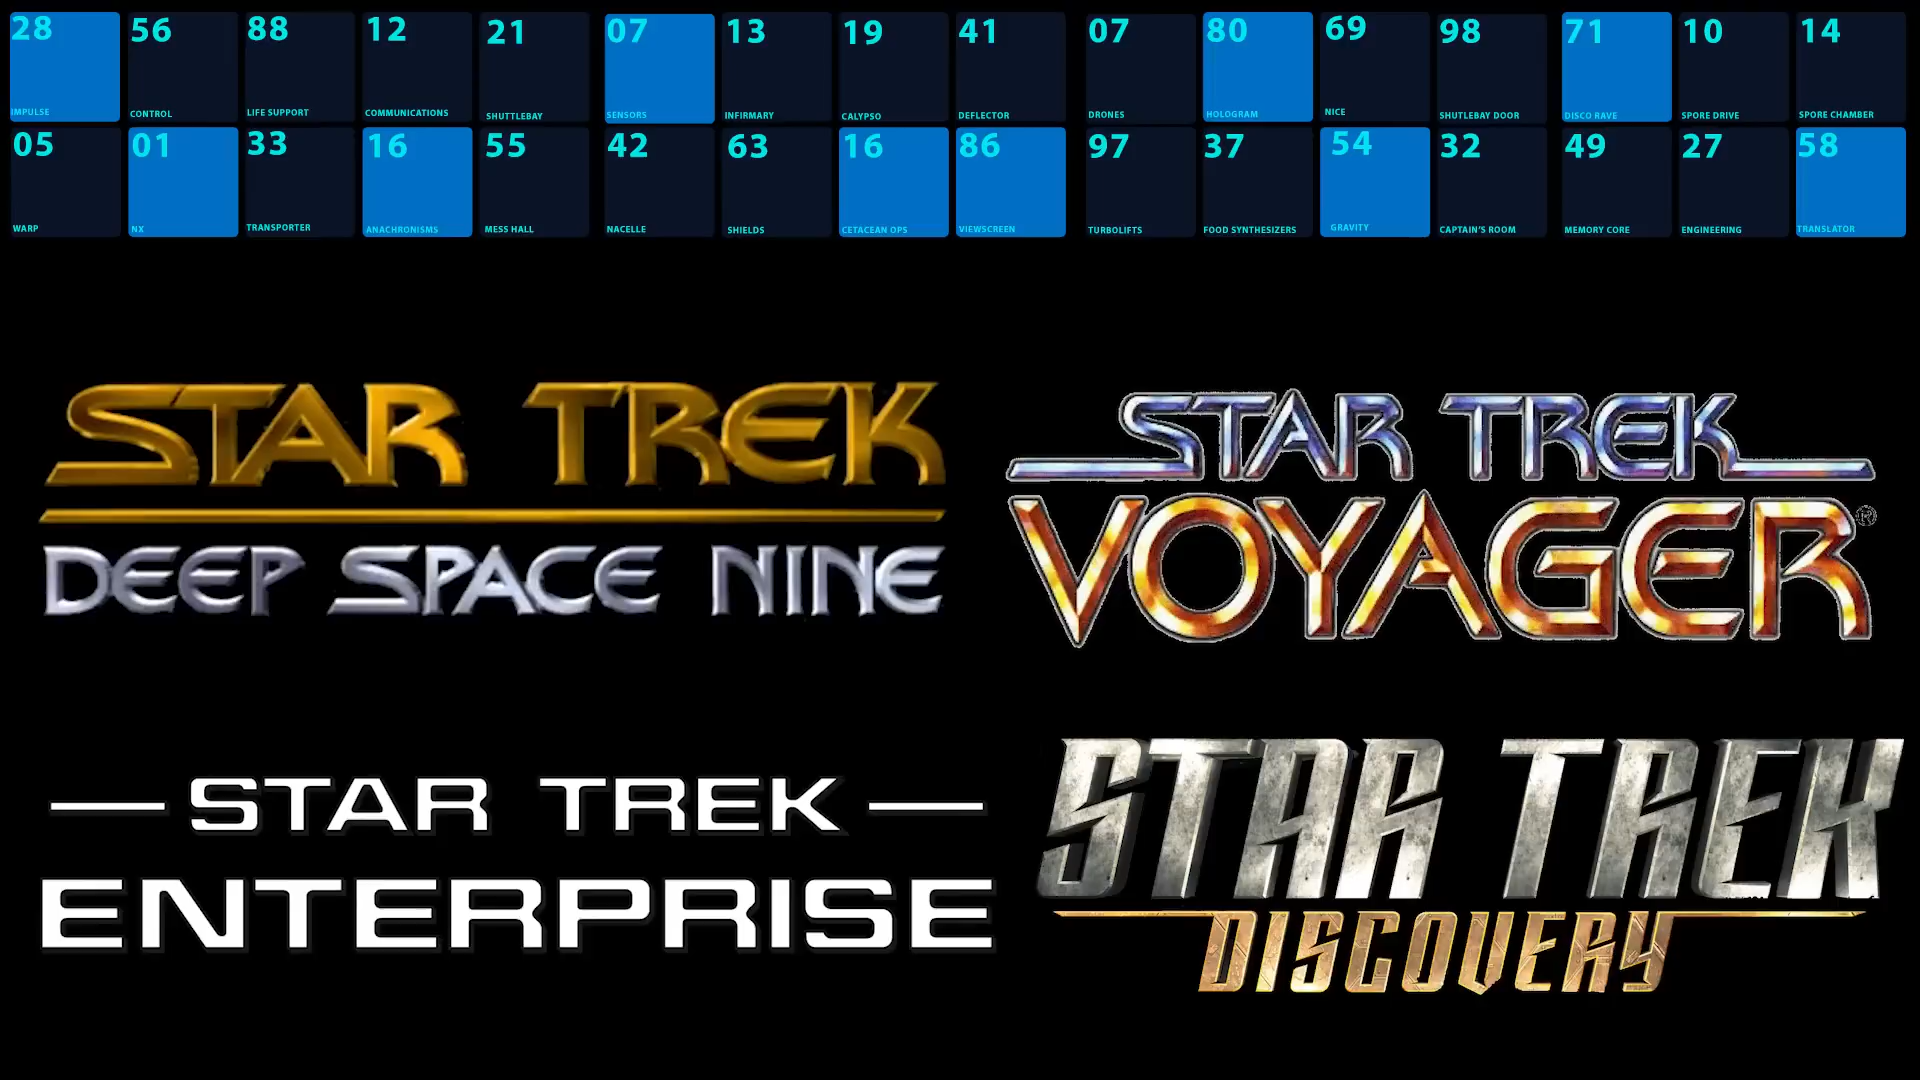 28 56 88 12 21 07 13 19 41 07 80 69 98 71 10 14
IMPULSE CONTROL LIFE SUPPORT COMMUNICATIONS SHUTTLEBAY SENSORS INFIRMARY CALYPSO DEFLECTOR DRONES HOLOGRAM NICE SHUTLEBAY DOOR DISCO RAVE SPORE DRIVE SPORE CHAMBER
05 01 33 16 55 42 63 16 86 97 37 54 32 49 27 58
WARP NX TRANSPORTER ANACHRONISMS MESS HALL NACELLE SHIELDS CETACEAN OPS VIEWSCREEN TURBOLIFTS FOOD SYNTHESIZERS GRAVITY CAPTAIN'S ROOM MEMORY CORE ENGINEERING TRANSLATOR
STAR TREK
DEEP SPACE NINE
STAR TREK
VOYAGER®
STAR TREK
ENTERPRISE
STAR TREK
DISCOVERY